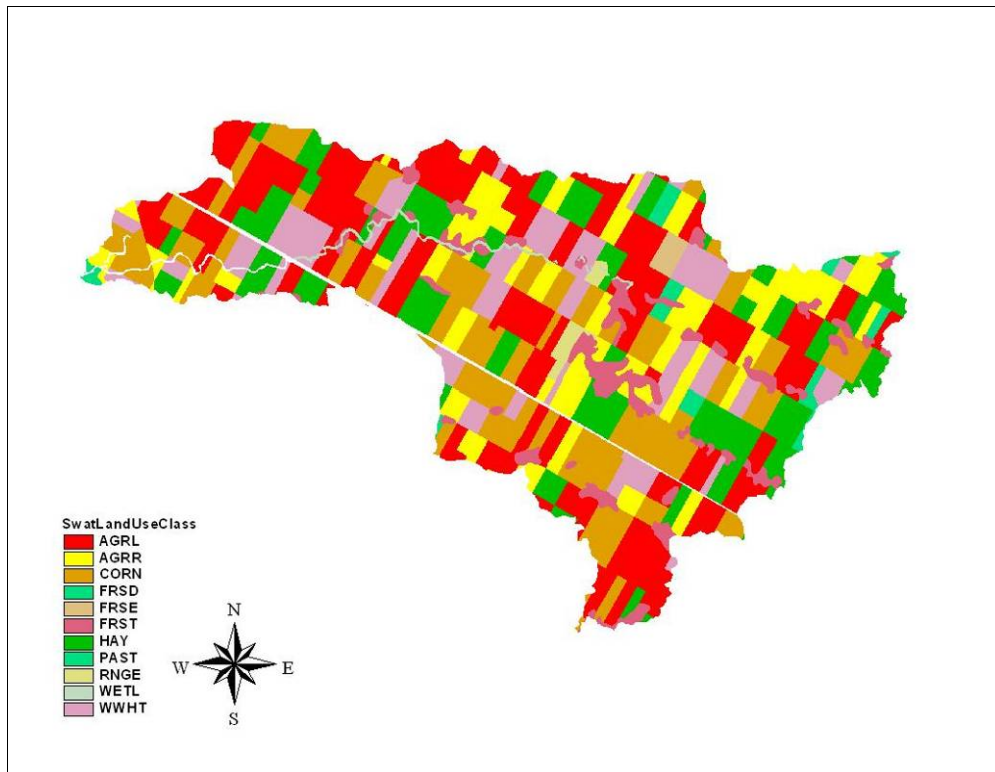 SwatLandUseClass
AGRL
AGRR
CORN
FRSD
FRSE
FRST
HAY
PAST
RNGE
WETL
WWHT
N
W E
S